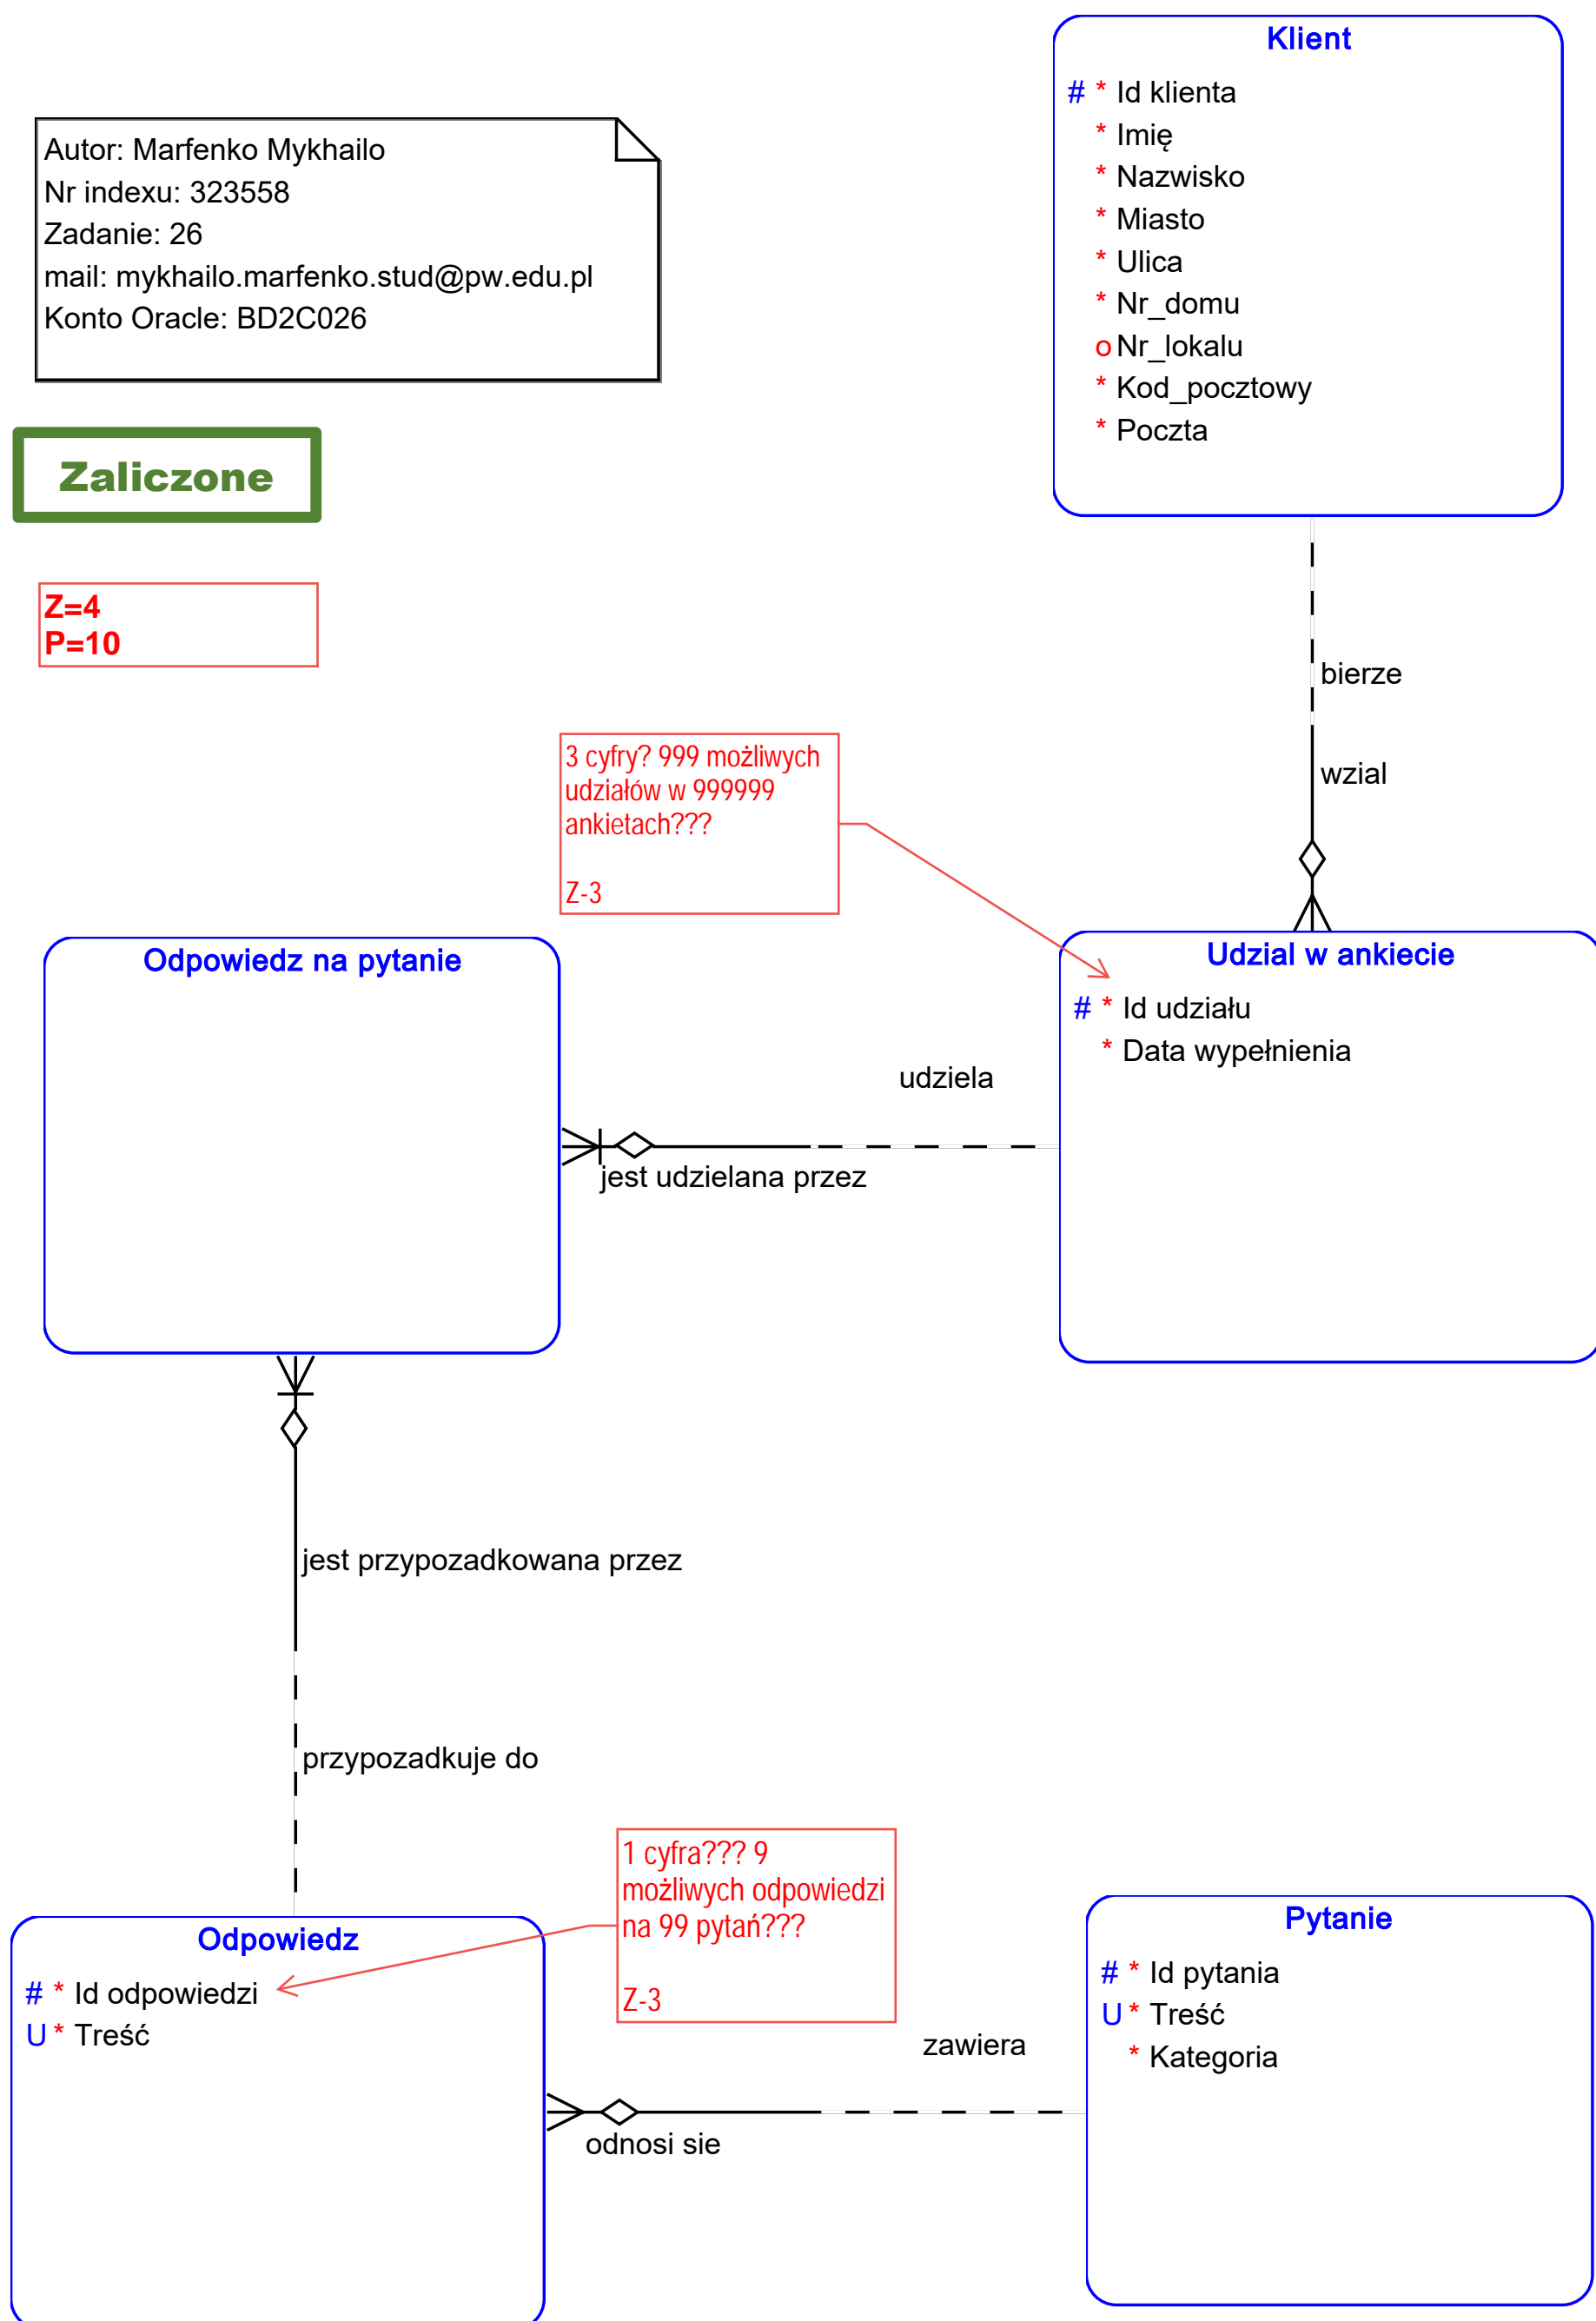 Klient
# * Id klienta
* Imię
* Nazwisko
* Miasto
* Ulica
* Nr_domu
o Nr_lokalu
* Kod_pocztowy
* Poczta
Autor: Marfenko Mykhailo
Nr indexu: 323558
Zadanie: 26
mail: mykhailo.marfenko.stud@pw.edu.pl
Konto Oracle: BD2C026
Zaliczone
Z=4
P=10
bierze
wzial
3 cyfry? 999 możliwych
udziałów w 999999
ankietach???
Z-3
Odpowiedz na pytanie
Udzial w ankiecie
# * Id udziału
* Data wypełnienia
udziela
jest udzielana przez
jest przypozadkowana przez
przypozadkuje do
1 cyfra??? 9
możliwych odpowiedzi
na 99 pytań???
Z-3
Odpowiedz
# * Id odpowiedzi
U * Treść
Pytanie
# * Id pytania
U * Treść
* Kategoria
zawiera
odnosi sie